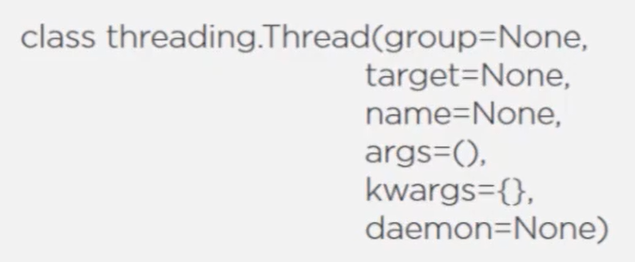 class threading.Thread(group=None,
target=None,
name=None,
args=(),
kwargs={},
daemon=None)